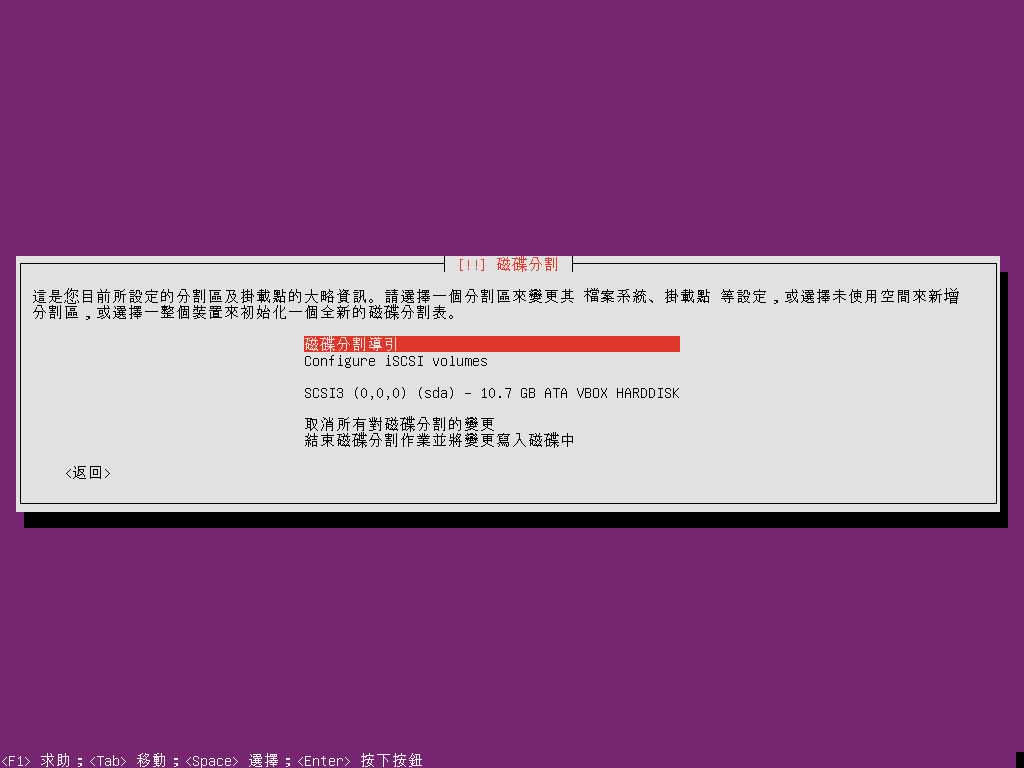 [!!] 磁碟分割
這是您目前所設定的分割區及掛載點的大略資訊。請選擇一個分割區來變更其 檔案系統、掛載點 等設定，或選擇未使用空間來新增
分割區，或選擇一整個裝置來初始化一個全新的磁碟分割表。
磁碟分割導引
Configure iSCSI volumes
SCSI3 (0,0,0) (sda) - 10.7 GB ATA VBOX HARDDISK
取消所有對磁碟分割的變更
結束磁碟分割作業並將變更寫入磁碟中
<返回>
<F1> 求助；<Tab> 移動；<Space> 選擇；<Enter> 按下按鈕